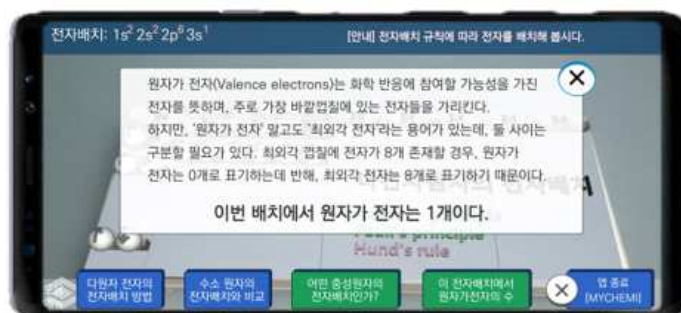 전자배치: 1s² 2s² 2p⁶ 3s¹
[안내] 전자배치 규칙에 따라 전자를 배치해 봅시다.
원자가 전자(Valence electrons)는 화학 반응에 참여할 가능성을 가진
전자를 뜻하며, 주로 가장 바깥껍질에 있는 전자들을 가리킨다.
하지만, '원자가 전자' 말고도 '최외각 전자'라는 용어가 있는데, 둘 사이는
구분할 필요가 있다. 최외각 껍질에 전자가 8개 존재할 경우, 원자가
전자는 0개로 표기하는데 반해, 최외각 전자는 8개로 표기하기 때문이다.
이번 배치에서 원자가 전자는 1개이다.
principle
Hund's rule
다원자 전자의
전자배치 방법
수소 원자의
전자배치와 비교
어떤 중성원자의
전자배치인가?
이 전자배치에서
원자가전자의 수
앱 종료
[MYCHEMI]